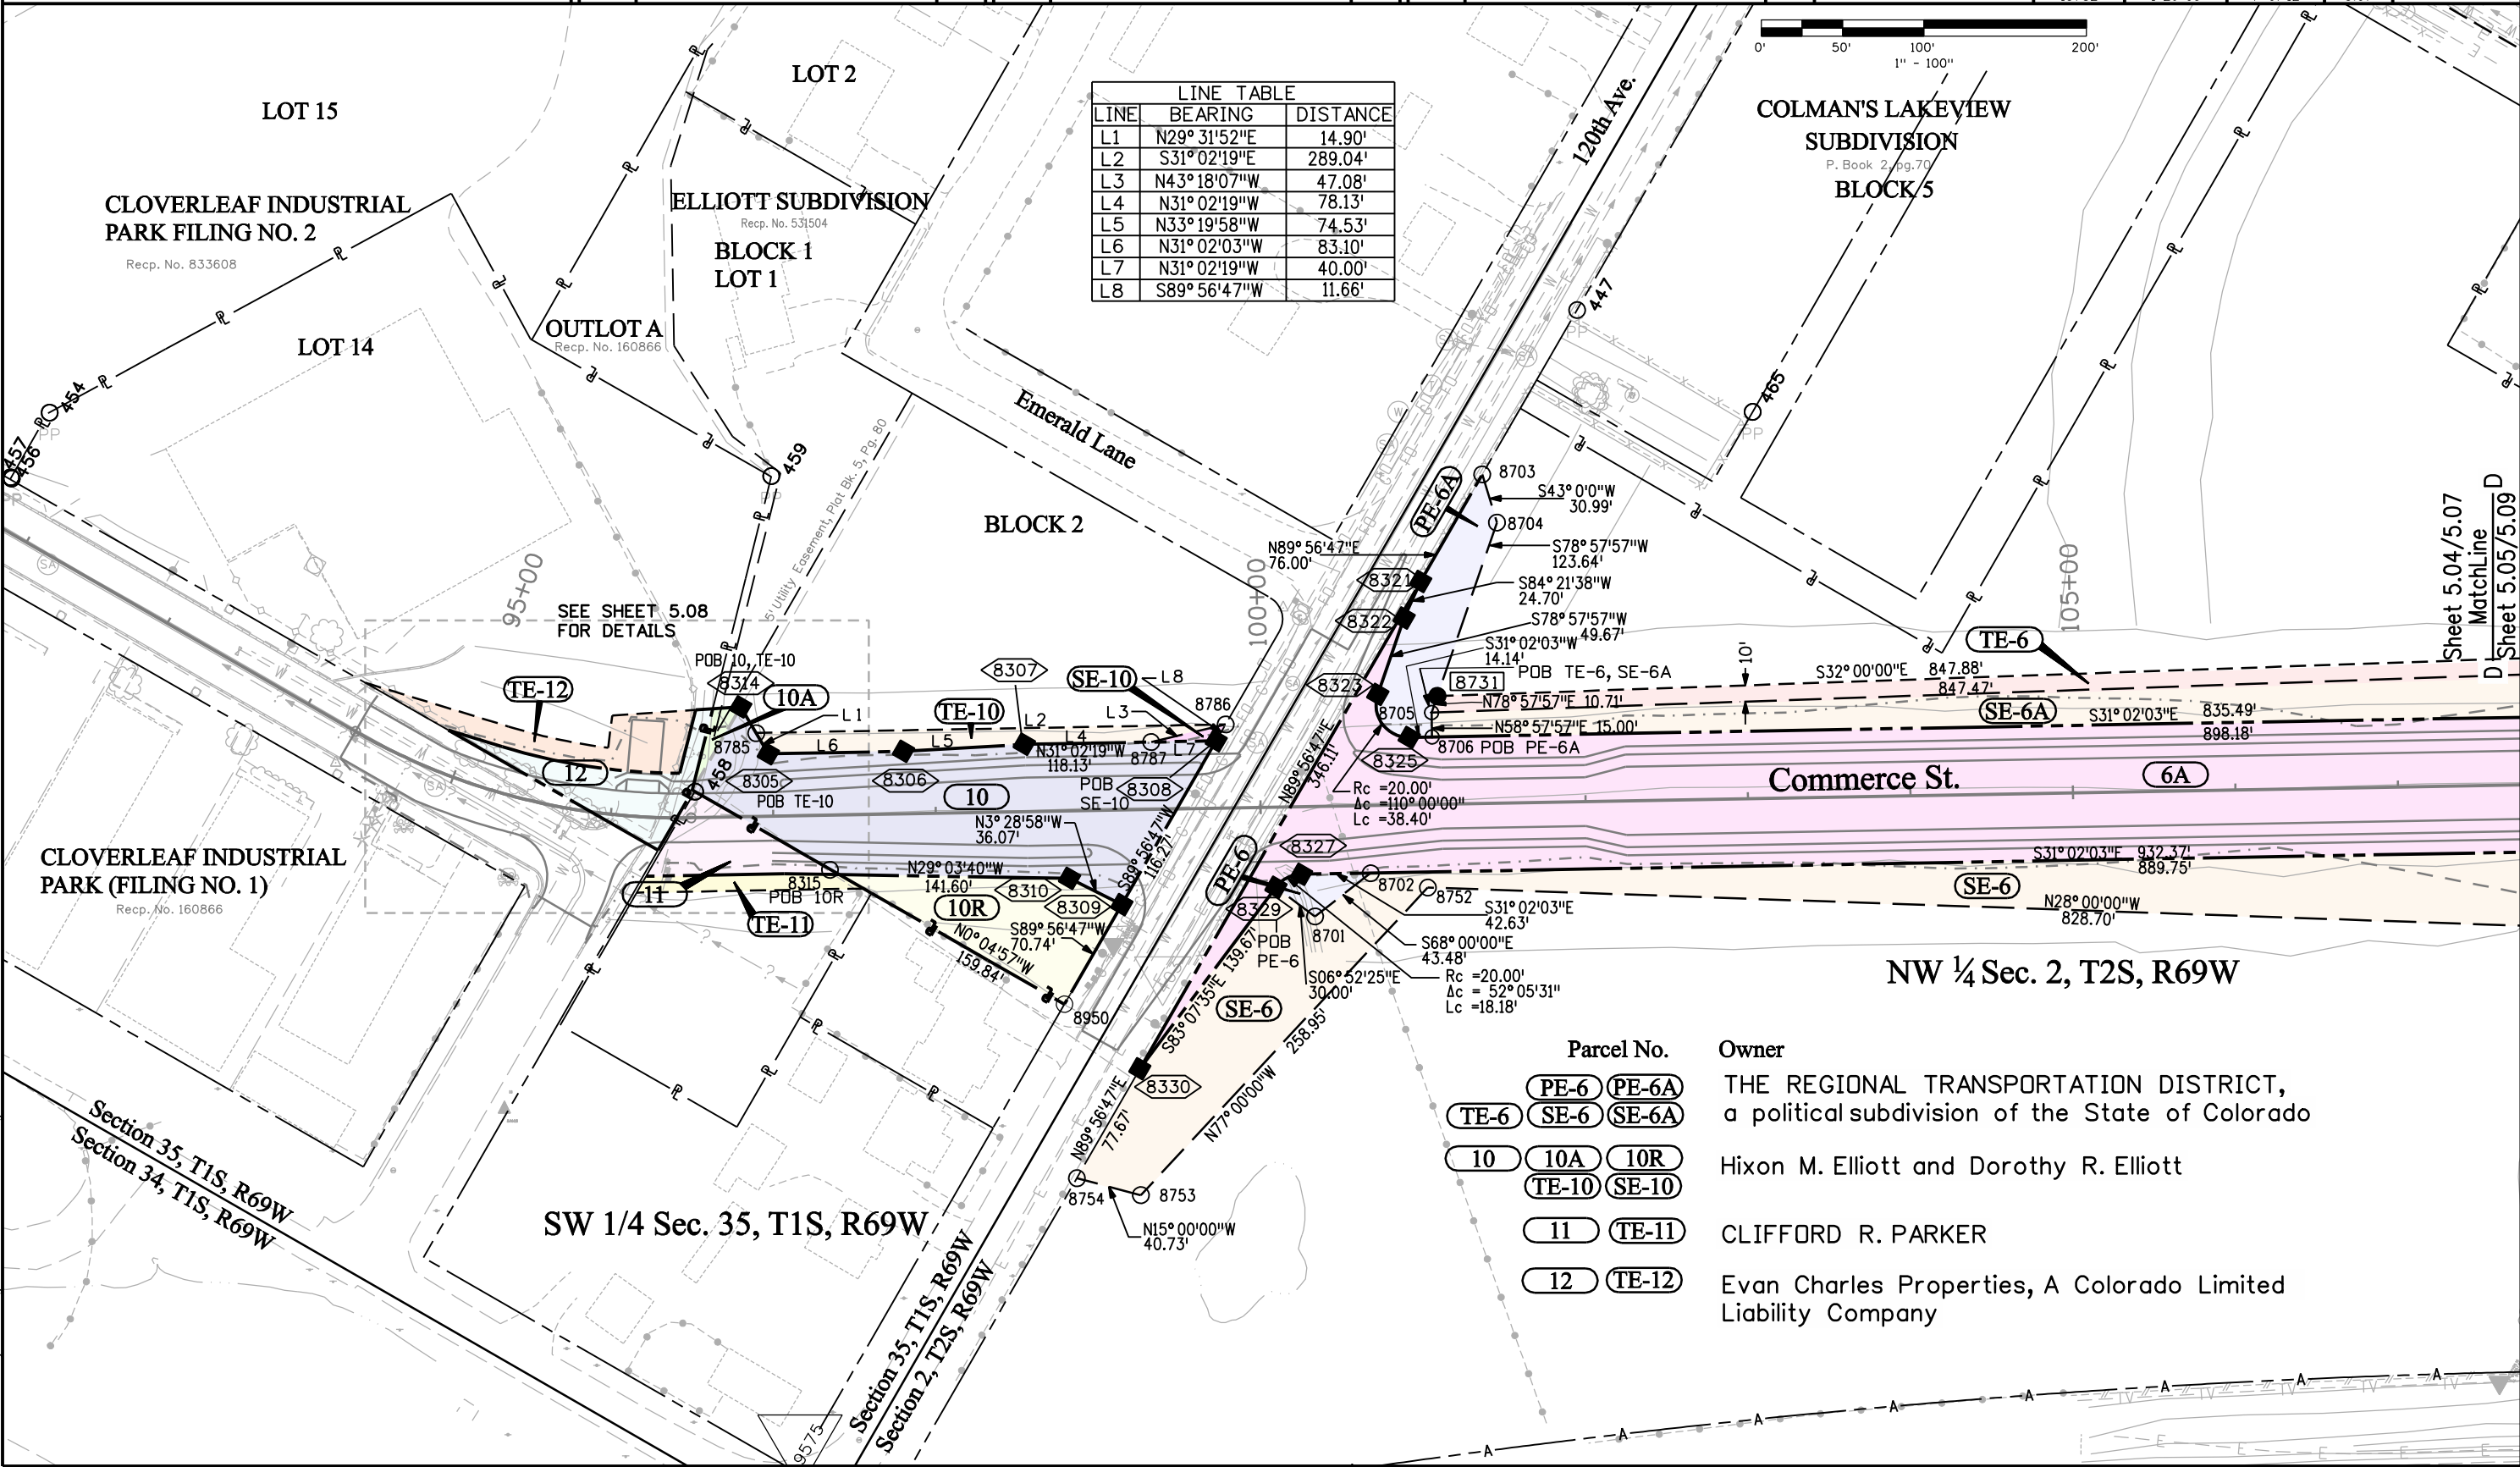 0' 50' 100' 200'
1" - 100"
LOT 15
LOT 2
LINE TABLE
LINE BEARING DISTANCE
L1 N29° 31'52"E 14.90'
L2 S31° 02'19"E 289.04'
L3 N43° 18'07"W 47.08'
L4 N31° 02'19"W 78.13'
L5 N33° 19'58"W 74.53'
L6 N31° 02'03"W 83.10'
L7 N31° 02'19"W 40.00'
L8 S89° 56'47"W 11.66'
120th Ave.
COLMAN'S LAKEVIEW
SUBDIVISION
P. Book 2, pg.70
BLOCK 5
CLOVERLEAF INDUSTRIAL
PARK FILING NO. 2
Recp. No. 833608
ELLIOTT SUBDIVISION
Recp. No. 531504
BLOCK 1
LOT 1
OUTLOT A
Recp. No. 160866
LOT 14
447
465
454
457
456
459
Emerald Lane
5' Utility Easement, Plat Bk. 5, Pg. 80
BLOCK 2
95+00
100+00
105+00
SEE SHEET 5.08
FOR DETAILS
PE-6A
8703
S43° 0'0"W
30.99'
8704
N89° 56'47"E
76.00'
S78° 57'57"W
123.64'
8321
S84° 21'38"W
24.70'
8322
S78° 57'57"W
49.67'
S31° 02'03"W
14.14'
POB TE-6, SE-6A
8323
8731
8705
N78° 57'57"E 10.71'
N58° 57'57"E 15.00'
8706 POB PE-6A
8325
10'
S32° 00'00"E 847.88'
847.47'
TE-6
SE-6A
S31° 02'03"E 835.49'
898.18'
Sheet 5.04/5.07
MatchLine
Sheet 5.05/5.09
D D
POB 10, TE-10
8314
10A
TE-12
12
L 1
L6
L5
L 2
L 4
L 3
L7
L8
TE-10
8307
SE-10
8786
8785
8787
458
8305
POB TE-10
8306
N31° 02'19"W
118.13'
POB
SE-10
8308
10
N3° 28'58"W
36.07'
S89° 56'47"W
116.27'
N89° 56'47"E
346.11'
Rc =20.00'
Δc =110° 00'00"
Lc =38.40'
Commerce St.
6A
CLOVERLEAF INDUSTRIAL
PARK (FILING NO. 1)
Recp. No. 160866
11
TE-11
8315
POB 10R
N29° 03'40"W
141.60'
8310
8309
10R
S89° 56'47"W
70.74'
N0° 04'57"W
159.84'
8950
PE-6
8327
8329
8702
8752
8701
POB
PE-6
S31° 02'03"E
42.63'
S68° 00'00"E
43.48'
S06° 52'25"E
30.00'
Rc =20.00'
Δc = 52° 05'31"
Lc =18.18'
S31° 02'03"E 932.37'
889.75'
SE-6
N28° 00'00"W
828.70'
S83° 07'35"E 139.67'
SE-6
258.95'
N77° 00'00"W
8330
N89° 56'47"E
77.67'
8754
8753
N15° 00'00"W
40.73'
NW ¼ Sec. 2, T2S, R69W
Section 35, T1S, R69W
Section 34, T1S, R69W
SW 1/4 Sec. 35, T1S, R69W
Section 35, T1S, R69W
Section 2, T2S, R69W
9575
Parcel No. Owner
PE-6 PE-6A THE REGIONAL TRANSPORTATION DISTRICT,
TE-6 SE-6 SE-6A a political subdivision of the State of Colorado
10 10A 10R Hixon M. Elliott and Dorothy R. Elliott
TE-10 SE-10
11 TE-11 CLIFFORD R. PARKER
12 TE-12 Evan Charles Properties, A Colorado Limited
Liability Company